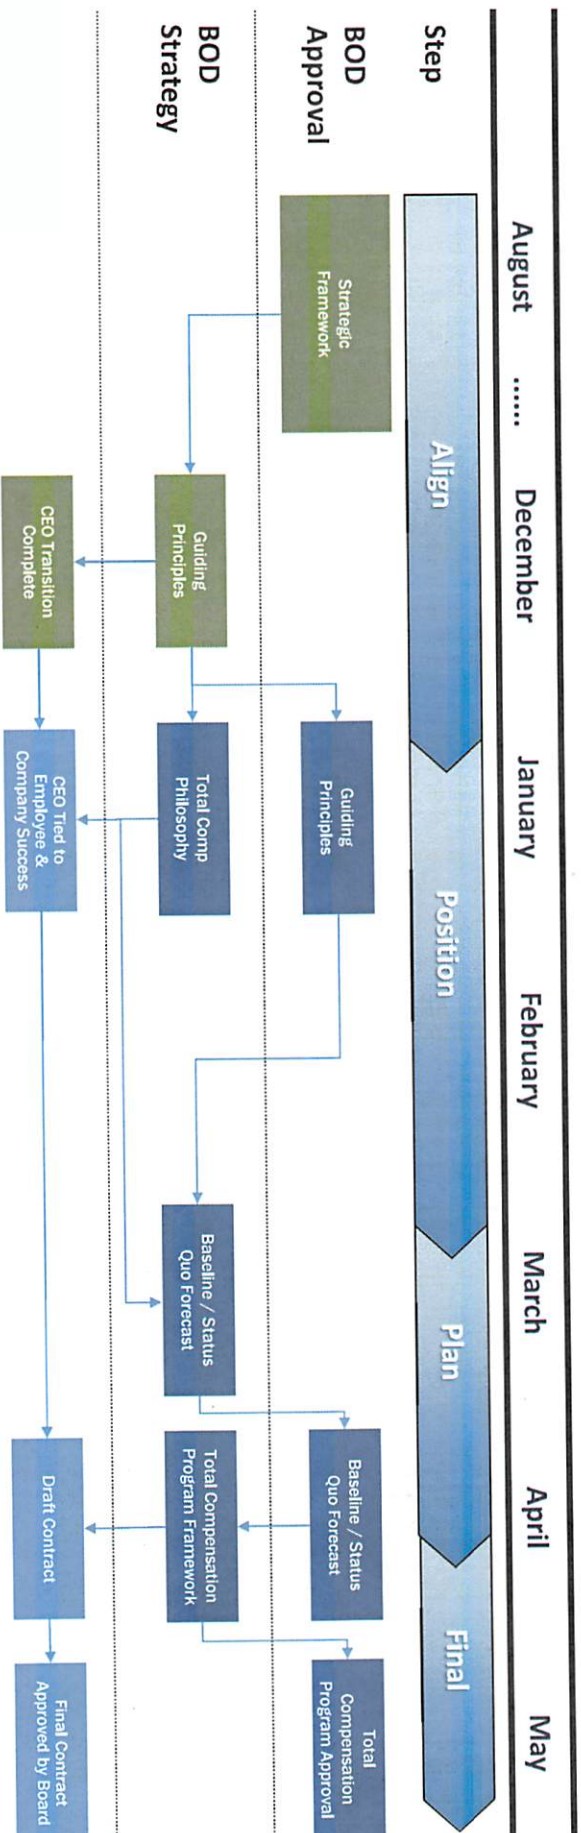 August
......
December
January
February
March
April
May
Step
Align
Position
Plan
Final
BOD
Approval
Strategic
Framework
Guiding
Principles
Baseline / Status
Quo Forecast
Total
Compensation
Program Approval
BOD
Strategy
Guiding
Principles
Total Comp
Philosophy
Baseline / Status
Quo Forecast
Total Compensation
Program Framework
CEO Transition
Complete
CEO Tied to
Employee &
Company Success
Draft Contract
Final Contract
Approved by Board